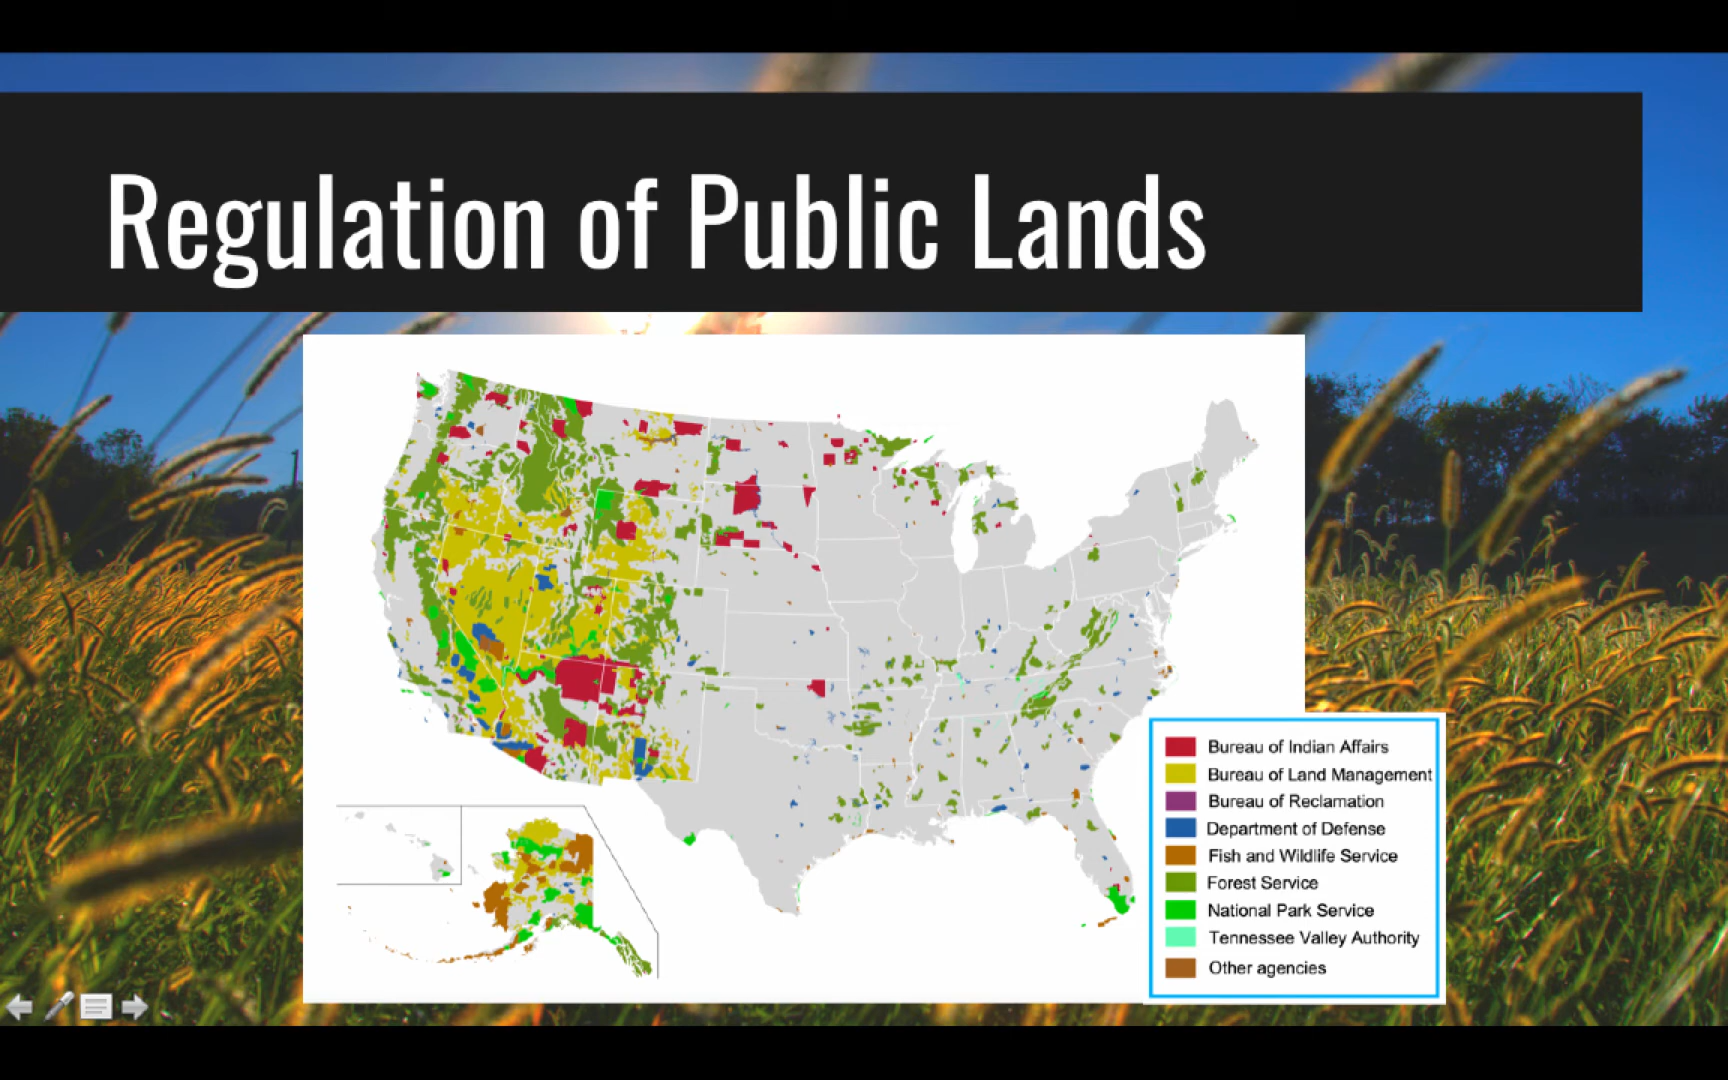 Regulation of Public Lands
Bureau of Indian Affairs
Bureau of Land Management
Bureau of Reclamation
Department of Defense
Fish and Wildlife Service
Forest Service
National Park Service
Tennessee Valley Authority
Other agencies